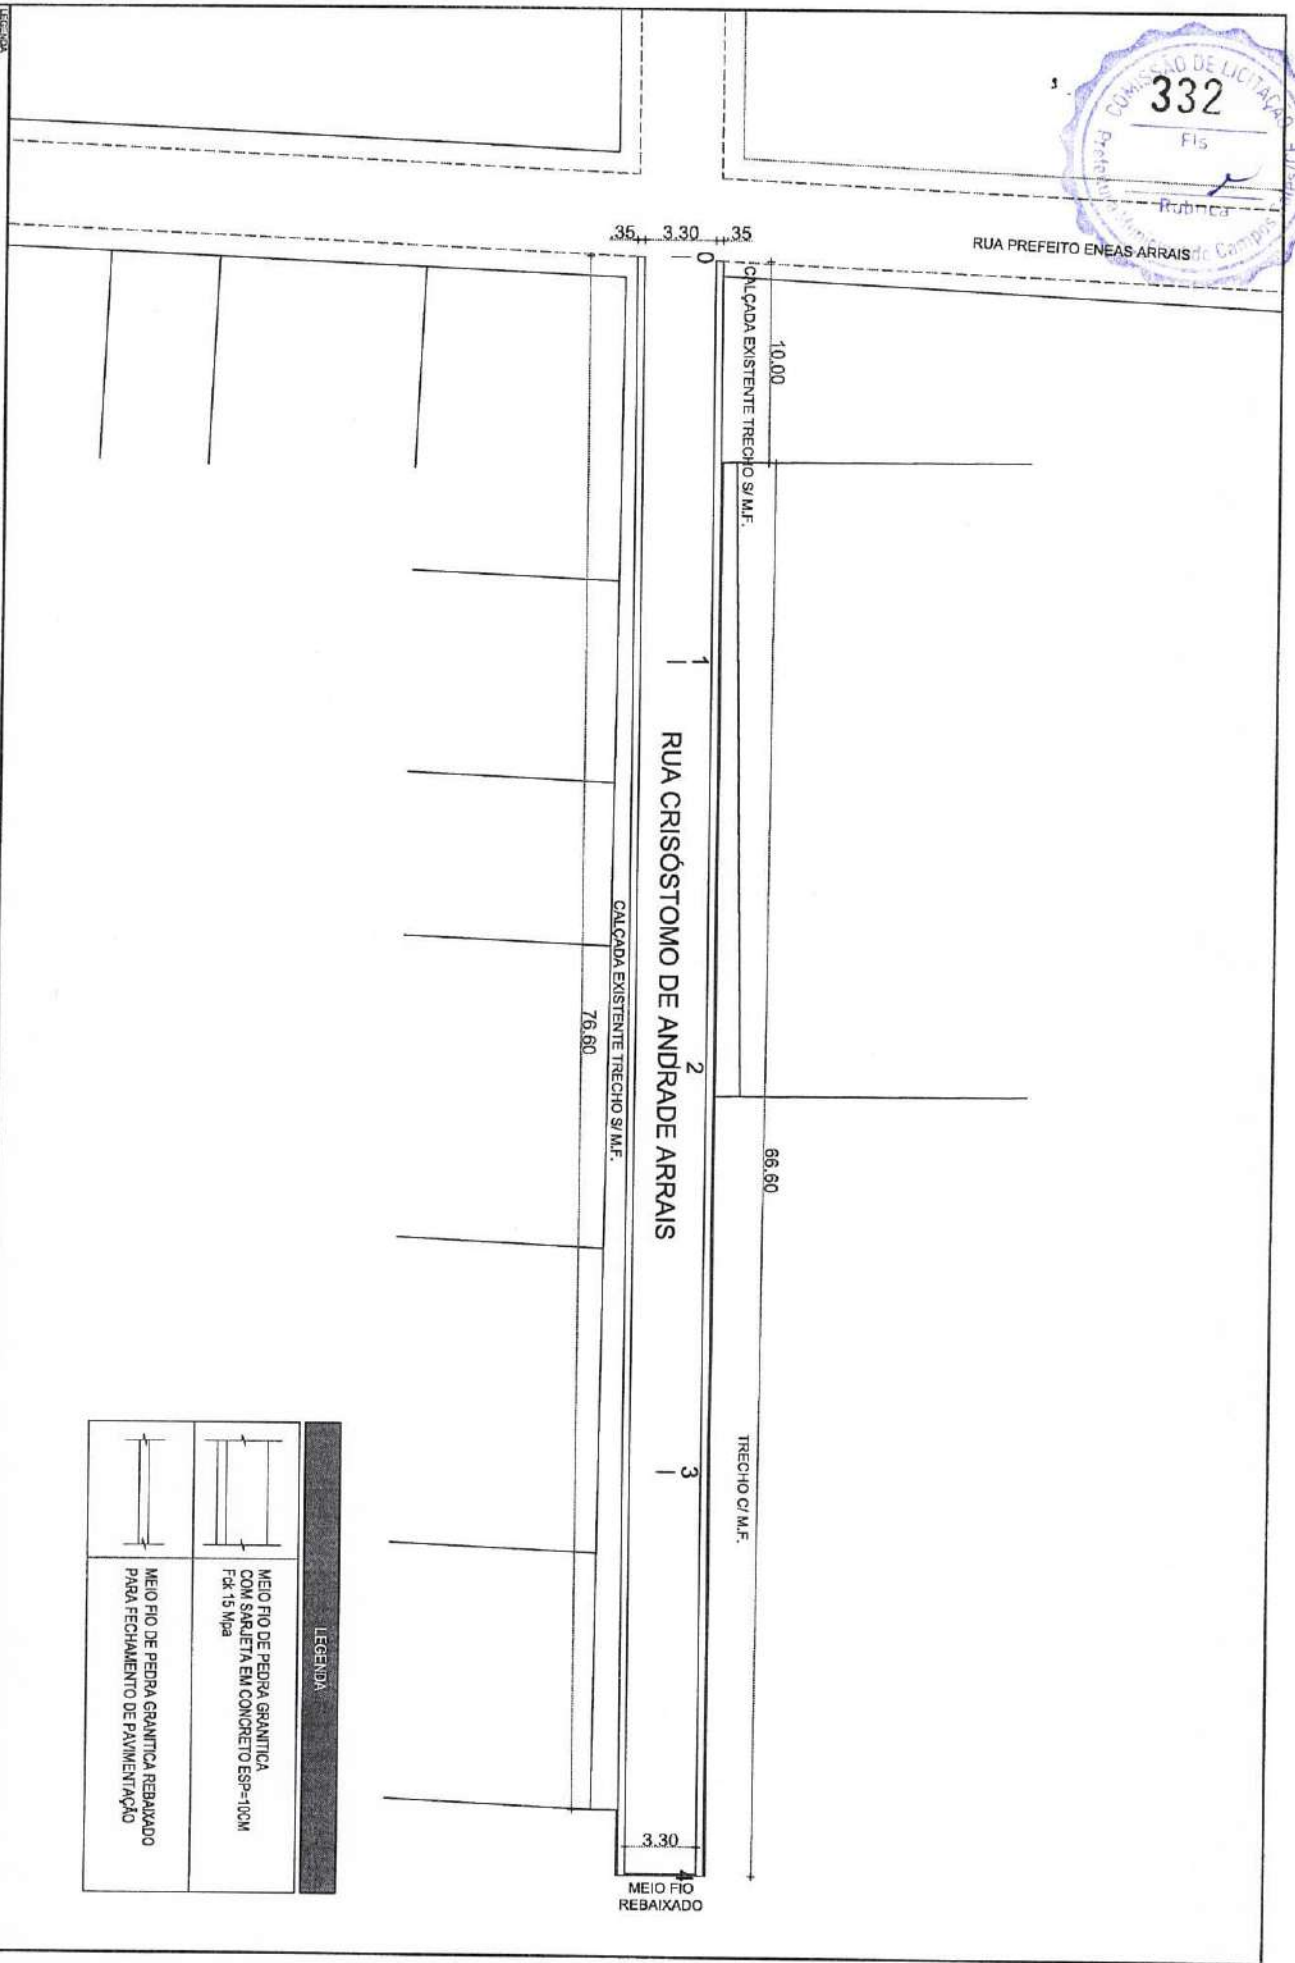 COMISSÃO DE LICITAÇÃO
332
Fls
Rubrica
RUA PREFEITO ENEAS ARRAIS
.35
3.30
.35
0
CALÇADA EXISTENTE TRECHO S/ M.F.
10,00
1
RUA CRISÓSTOMO DE ANDRADE ARRAIS
2
CALÇADA EXISTENTE TRECHO S/ M.F.
76,60
66,60
3
TRECHO C/ M.F.
3.30
4
MEIO FIO
REBAIXADO
LEGENDA
MEIO FIO DE PEDRA GRANITICA
COM SARJETA EM CONCRETO ESP=10CM
Fck 15 Mpa
MEIO FIO DE PEDRA GRANITICA REBAIXADO
PARA FECHAMENTO DE PAVIMENTAÇÃO
LEGENDA